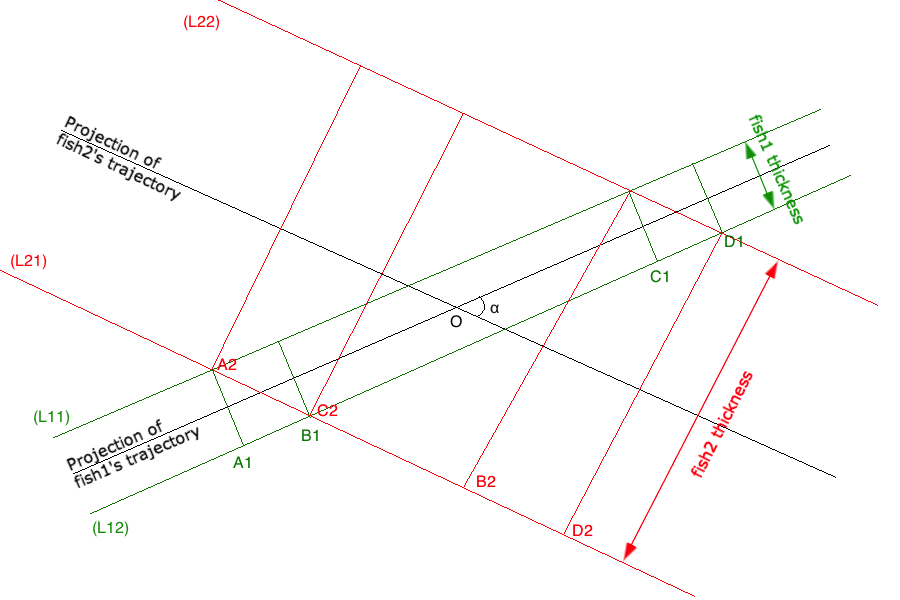 (L22)
Projection of
fish2's trajectory
fish1 thickness
(L21)
D1
C1
α
O
A2
C2
(L11)
B1
Projection of
fish1's trajectory
A1
B2
fish2 thickness
(L12)
D2